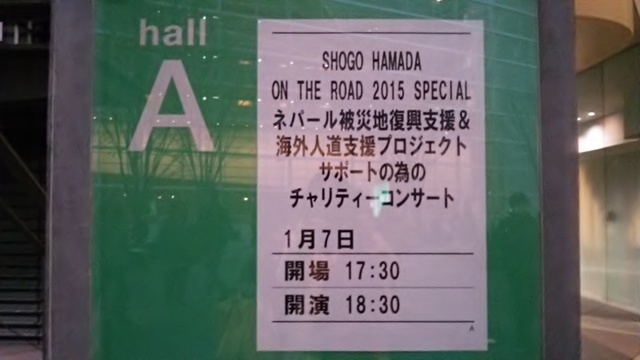 hall
A
SHOGO HAMADA
ON THE ROAD 2015 SPECIAL
ネパール被災地復興支援＆
海外人道支援プロジェクト
サポートの為の
チャリティーコンサート
1月7日
開場 17:30
開演 18:30
A